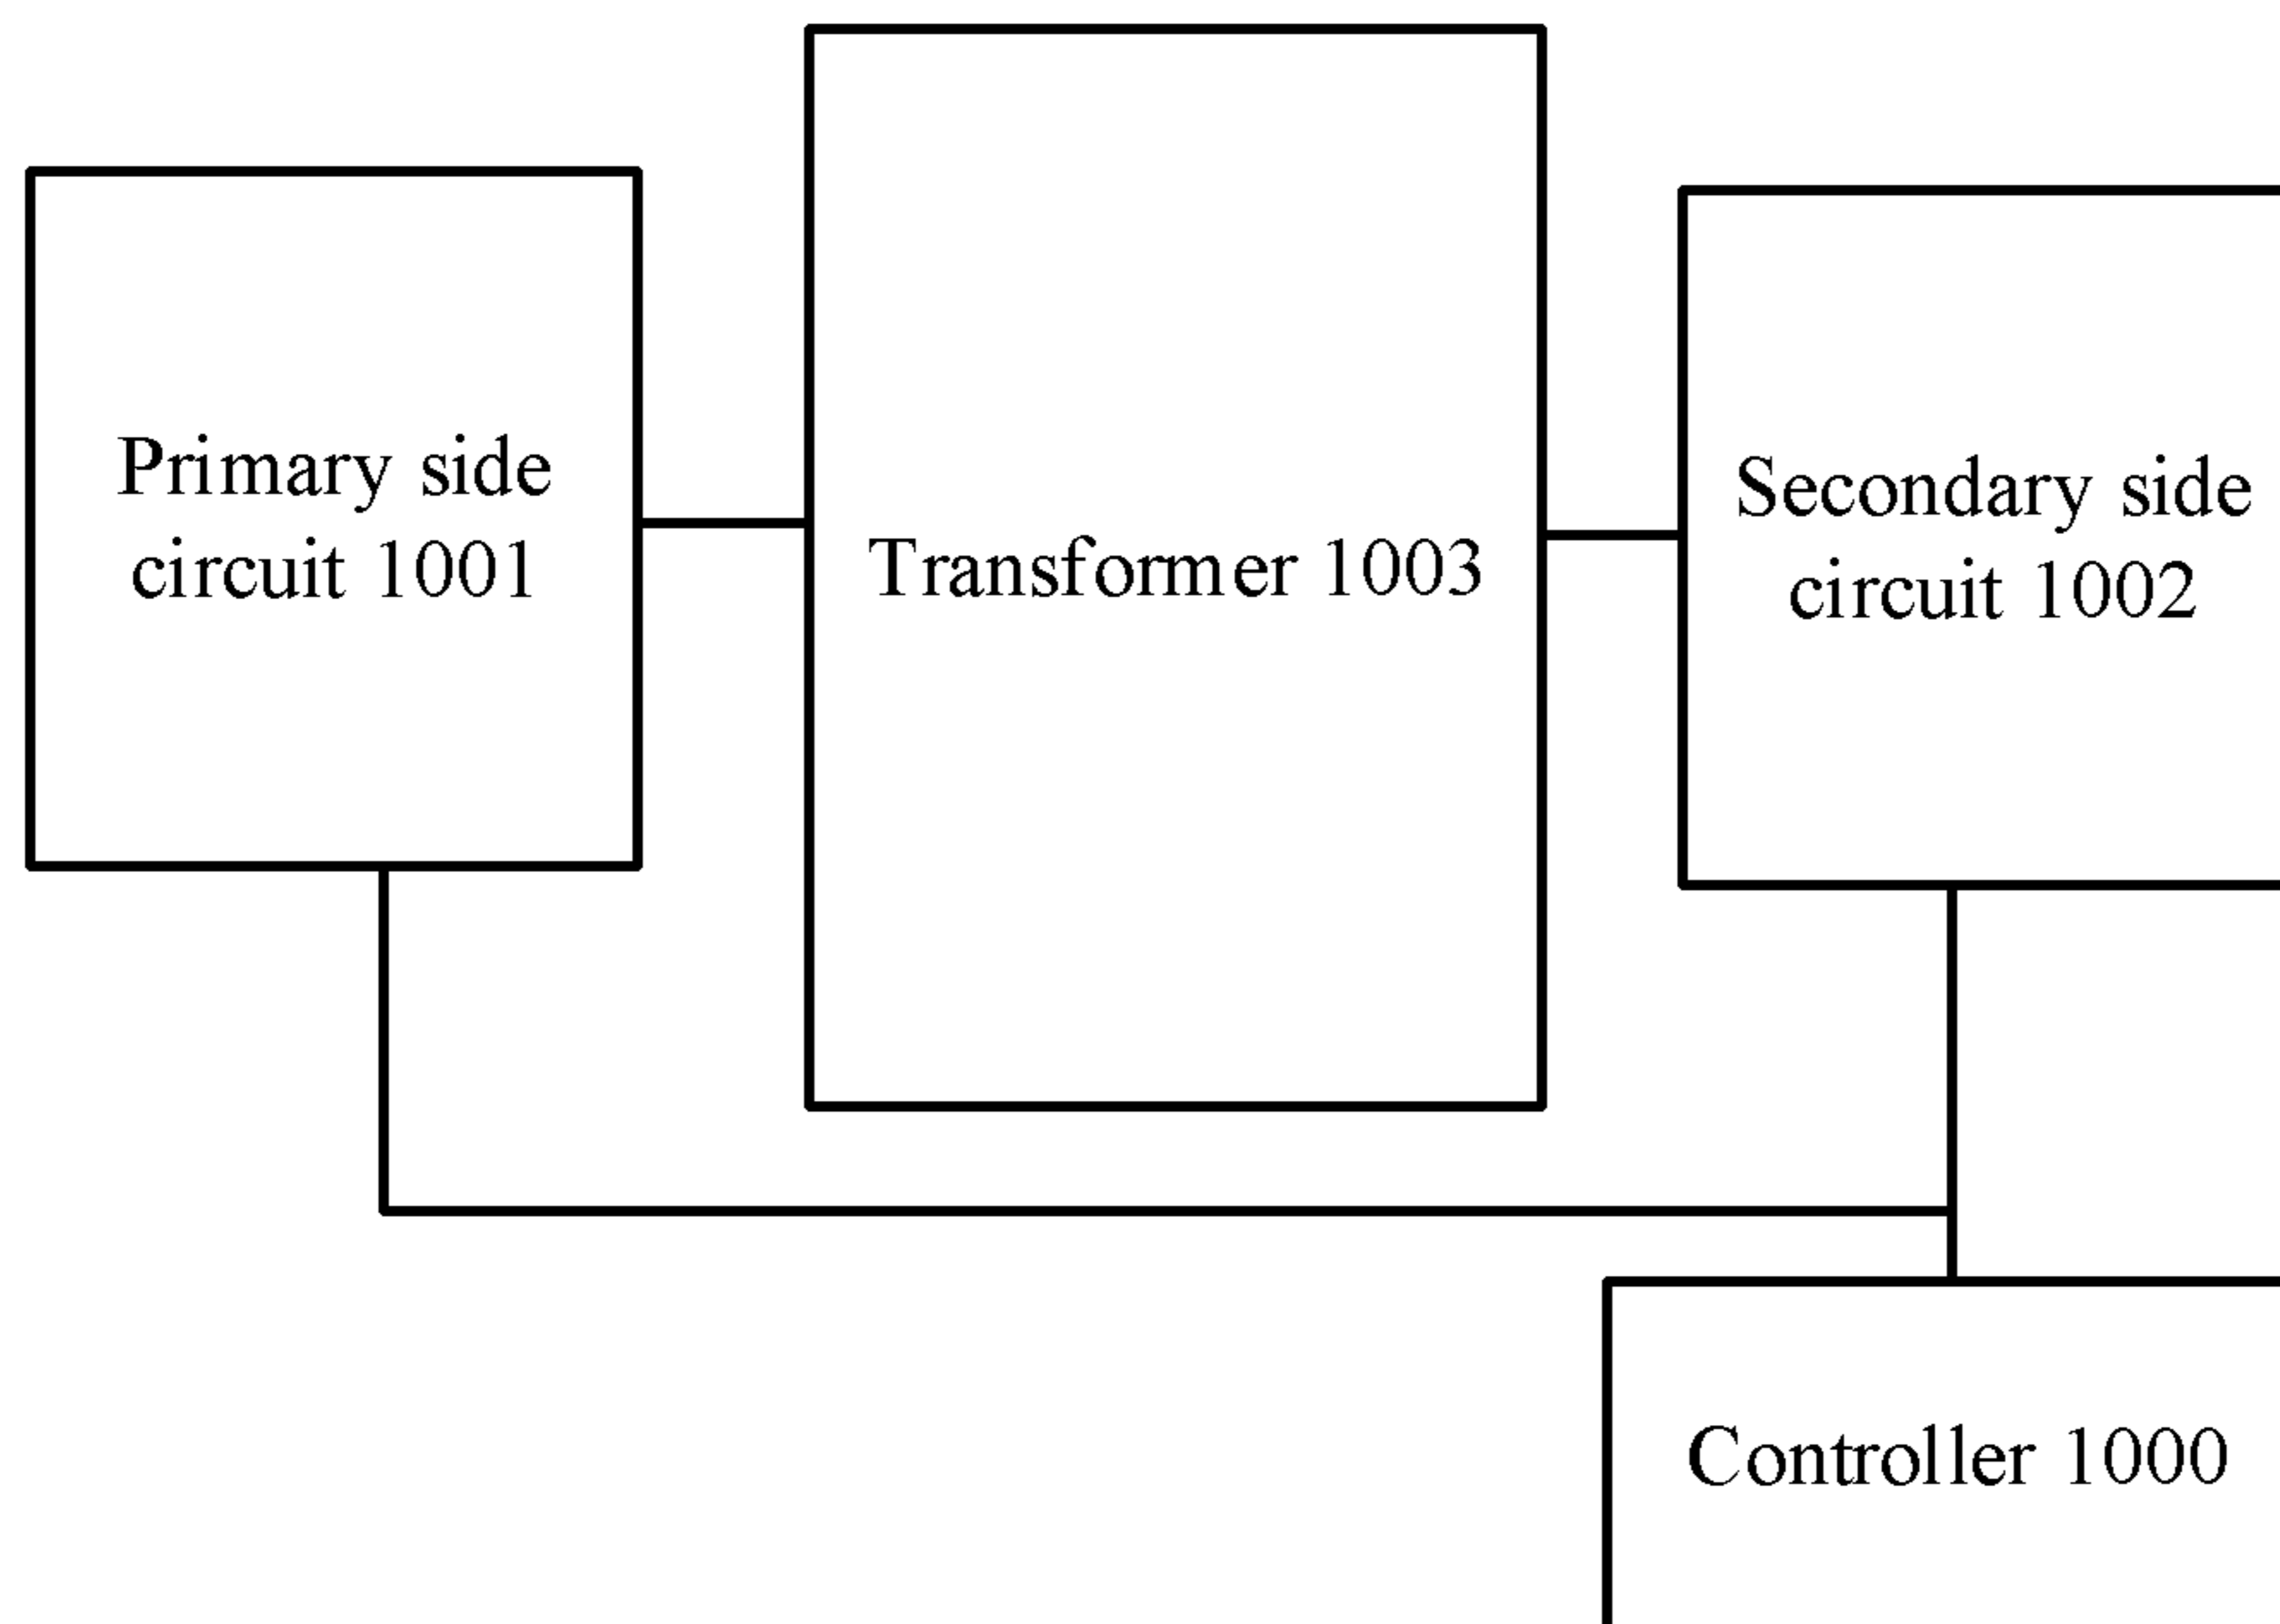 Primary side
circuit 1001
Transformer 1003
Secondary side
circuit 1002
Controller 1000